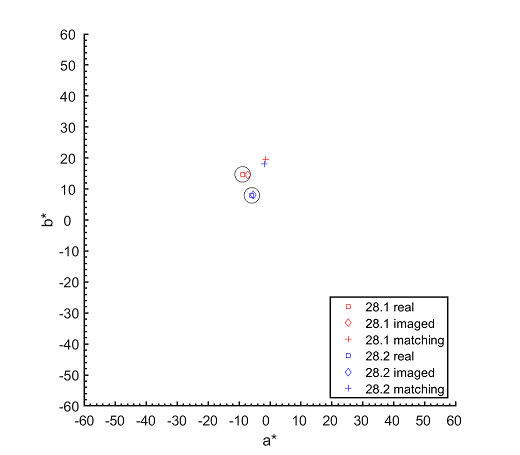 60
50
40
30
20
10
0
-10
-20
-30
-40
-50
-60
b*
28.1 real
28.1 imaged
28.1 matching
28.2 real
28.2 imaged
28.2 matching
-60 -50 -40 -30 -20 -10 0 10 20 30 40 50 60
a*